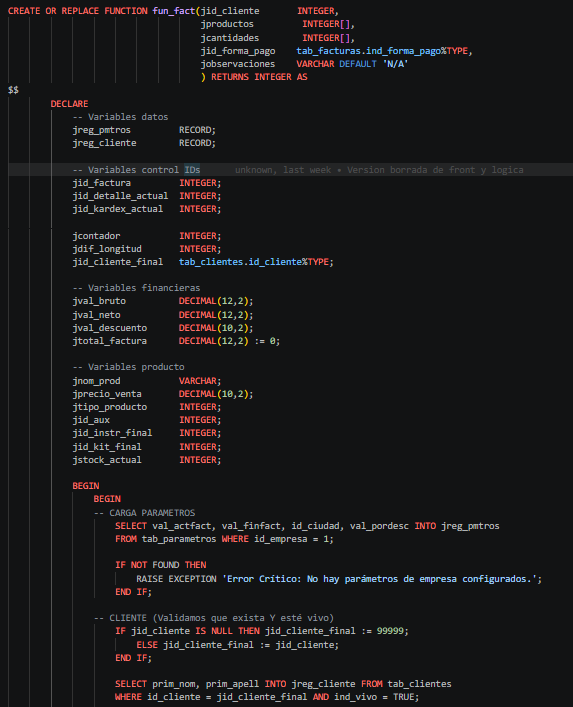 CREATE OR REPLACE FUNCTION fun_fact(jid_cliente INTEGER,
jproductos INTEGER[],
jcantidades INTEGER[],
jid_forma_pago tab_facturas.ind_forma_pago%TYPE,
jobservaciones VARCHAR DEFAULT 'N/A'
) RETURNS INTEGER AS
$$
DECLARE
-- Variables datos
jreg_pmtros RECORD;
jreg_cliente RECORD;
-- Variables control IDs unknown, last week • Version borrada de front y logica
jid_factura INTEGER;
jid_detalle_actual INTEGER;
jid_kardex_actual INTEGER;
jcontador INTEGER;
jdif_longitud INTEGER;
jid_cliente_final tab_clientes.id_cliente%TYPE;
-- Variables financieras
jval_bruto DECIMAL(12,2);
jval_neto DECIMAL(12,2);
jval_descuento DECIMAL(10,2);
jtotal_factura DECIMAL(12,2) := 0;
-- Variables producto
jnom_prod VARCHAR;
jprecio_venta DECIMAL(10,2);
jtipo_producto INTEGER;
jid_aux INTEGER;
jid_instr_final INTEGER;
jid_kit_final INTEGER;
jstock_actual INTEGER;
BEGIN
BEGIN
-- CARGA PARAMETROS
SELECT val_actfact, val_finfact, id_ciudad, val_pordesc INTO jreg_pmtros
FROM tab_parametros WHERE id_empresa = 1;
IF NOT FOUND THEN
RAISE EXCEPTION 'Error Crítico: No hay parámetros de empresa configurados.';
END IF;
-- CLIENTE (Validamos que exista Y esté vivo)
IF jid_cliente IS NULL THEN jid_cliente_final := 99999;
ELSE jid_cliente_final := jid_cliente;
END IF;
SELECT prim_nom, prim_apell INTO jreg_cliente FROM tab_clientes
WHERE id_cliente = jid_cliente_final AND ind_vivo = TRUE;